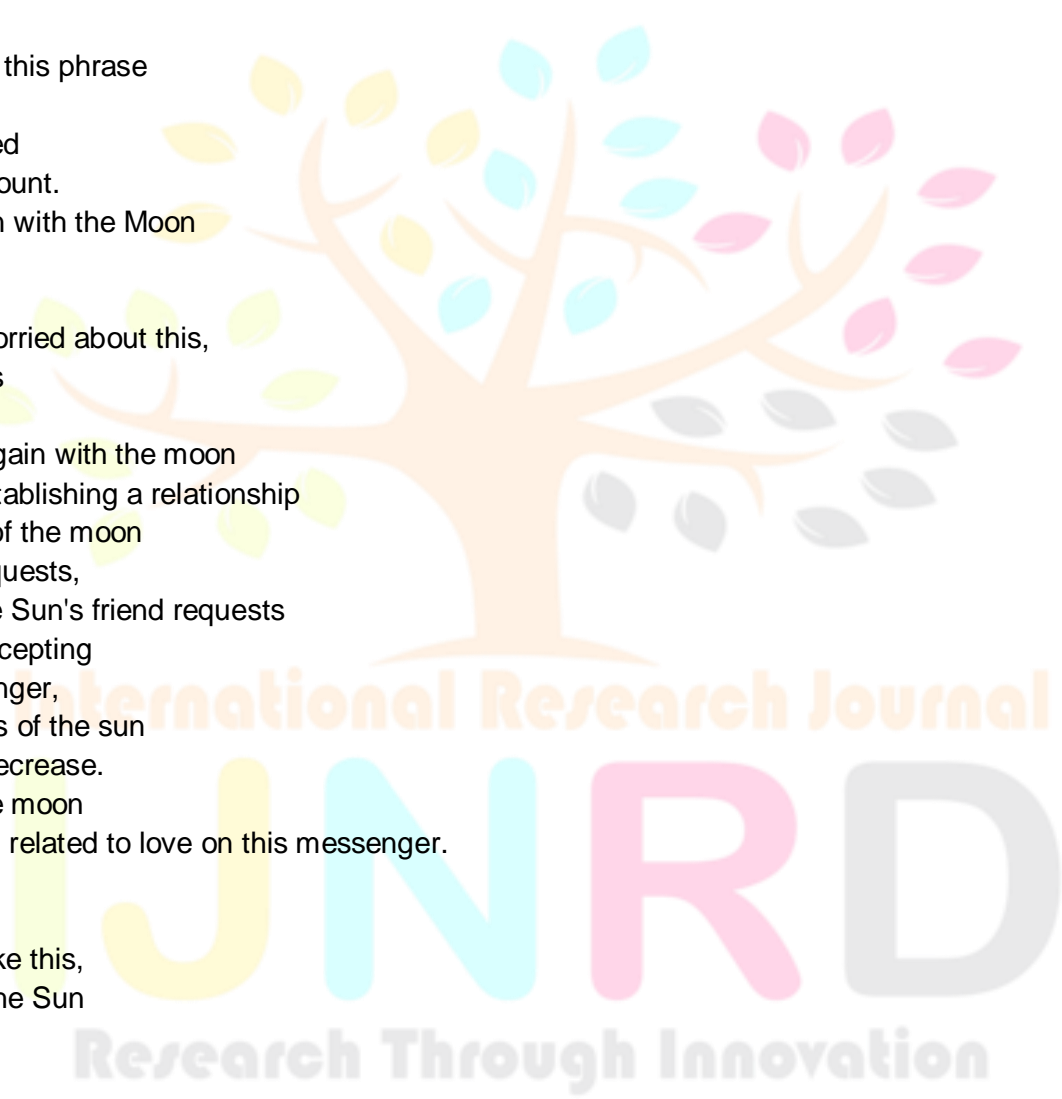 this phrase
ed
ount.
n with the Moon
orried about this,
s
gain with the moon
tablishing a relationship
of the moon
quests,
e Sun's friend requests
cepting
nger,
International Research Journal
s of the sun
ecrease.
e moon
related to love on this messenger.
IJNRD
ke this,
he Sun
Research Through Innovation